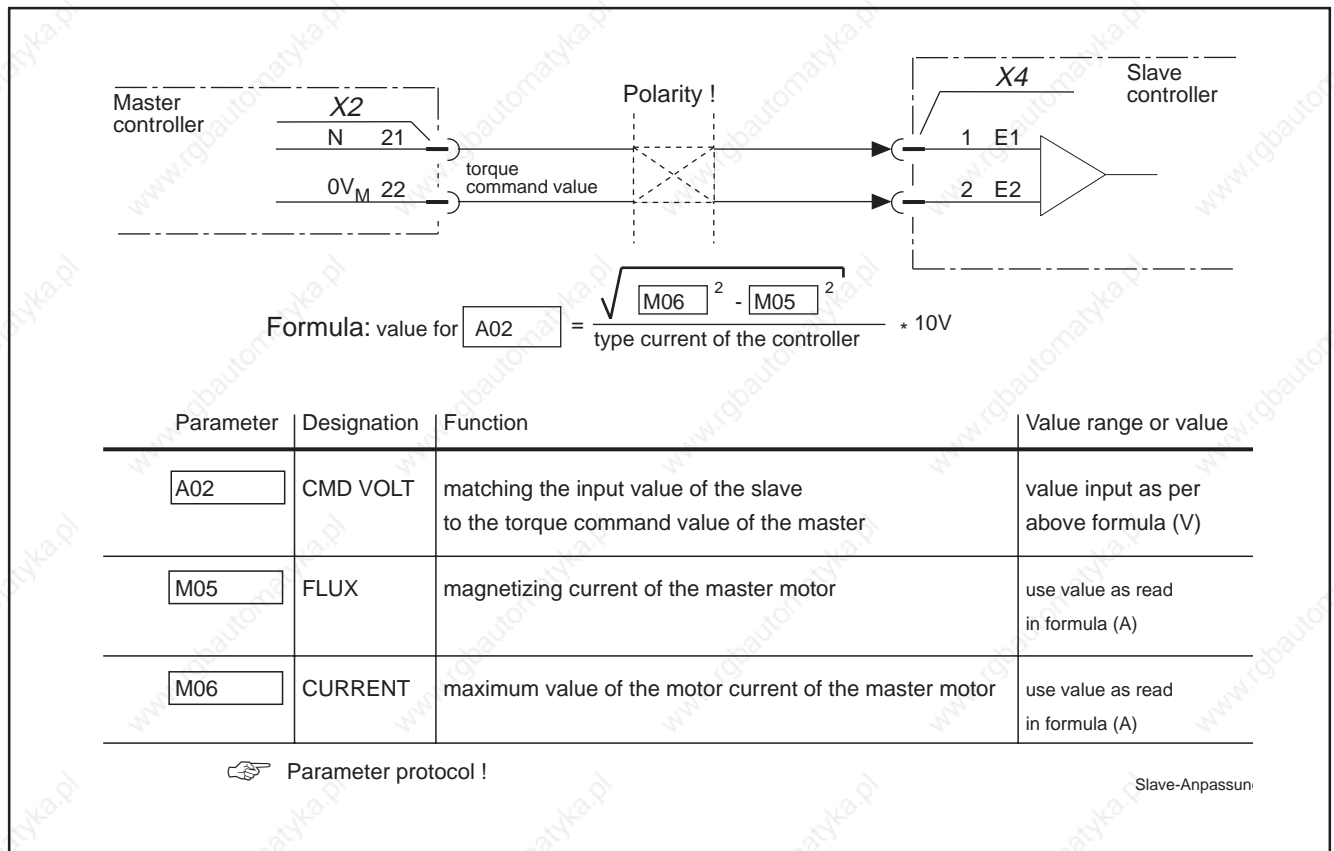 Master
controller
X2
N 21
0VM 22
torque
command value
Polarity !
X4
Slave
controller
1 E1
2 E2
Formula: value for A02 = √ M06 2 - M05 2 * 10V
type current of the controller
Parameter Designation Function Value range or value
A02 CMD VOLT matching the input value of the slave value input as per
to the torque command value of the master above formula (V)
M05 FLUX magnetizing current of the master motor use value as read
in formula (A)
M06 CURRENT maximum value of the motor current of the master motor use value as read
in formula (A)
☞ Parameter protocol !
Slave-Anpassun
www.rgbautomatyka.pl